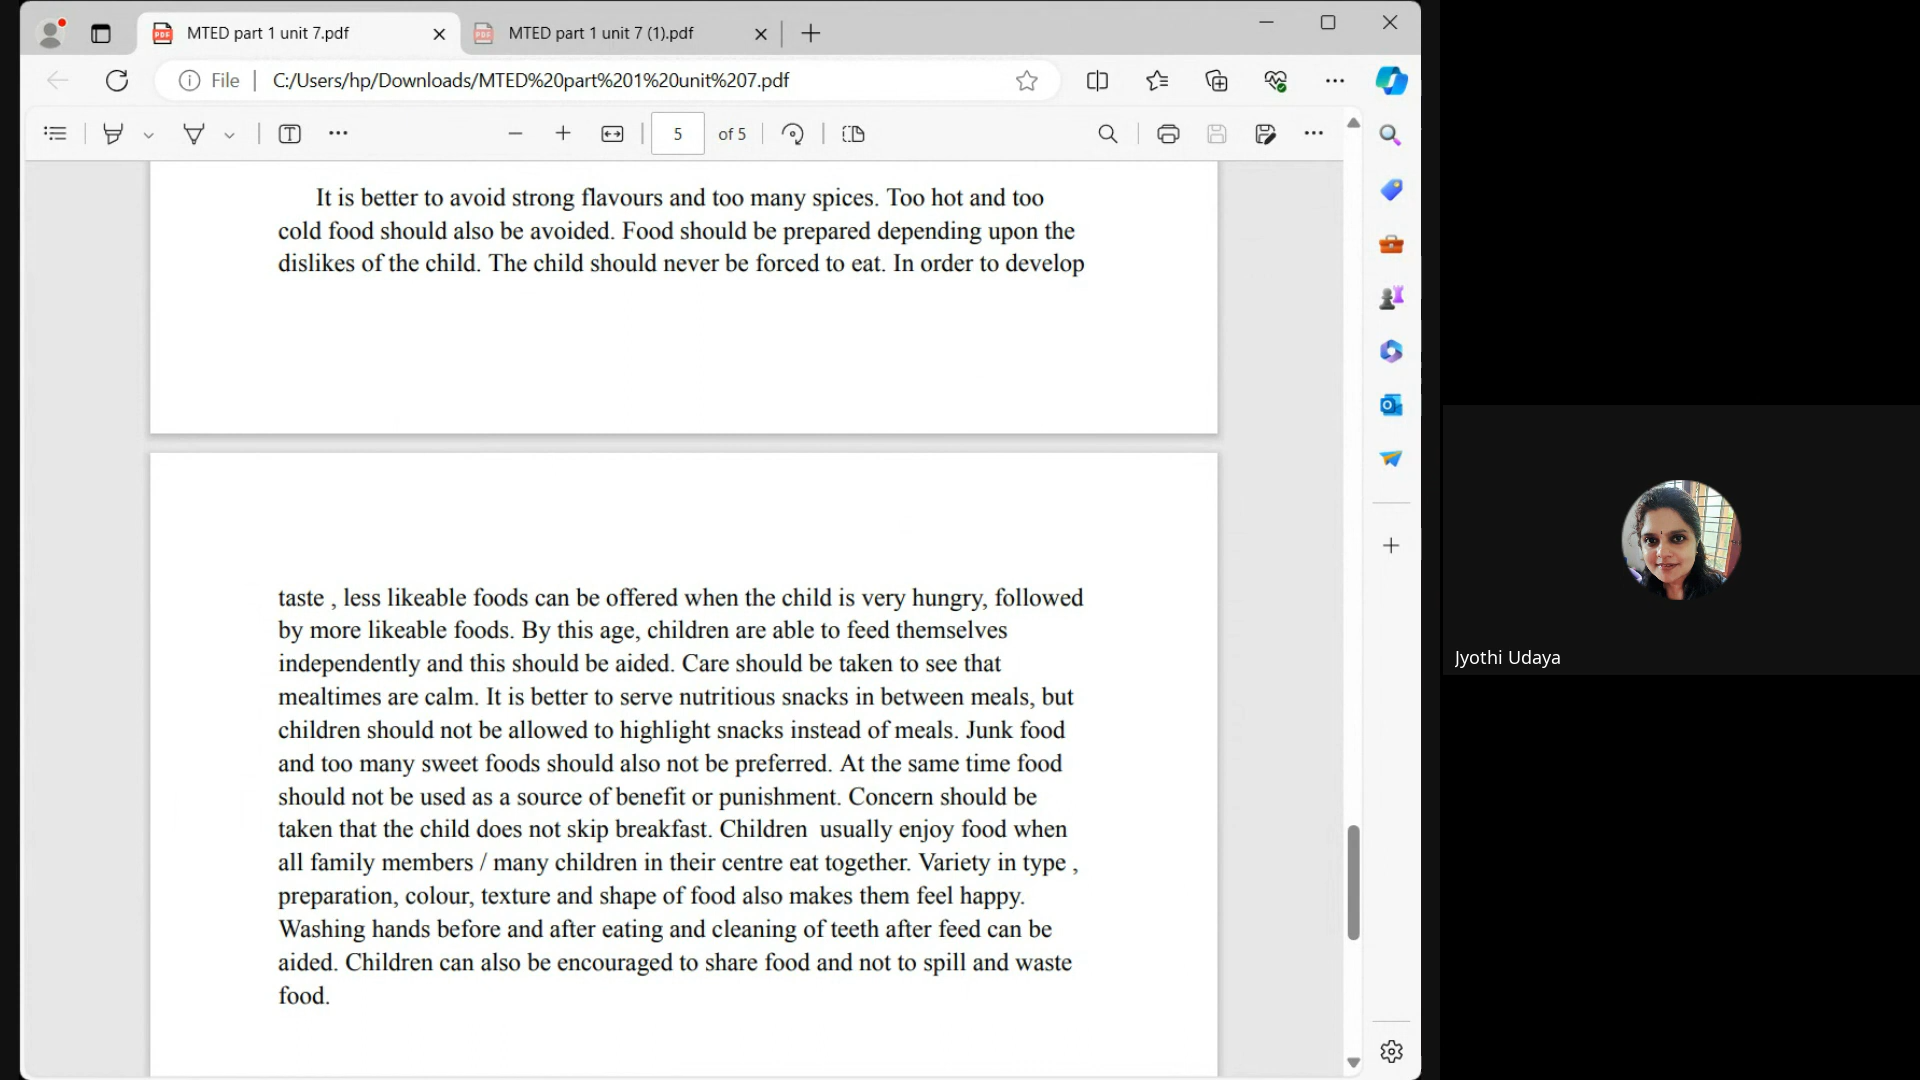 MTED part 1 unit 7.pdf
MTED part 1 unit 7 (1).pdf
File
C:/Users/hp/Downloads/MTED%20part%201%20unit%207.pdf
5 of 5
It is better to avoid strong flavours and too many spices. Too hot and too
cold food should also be avoided. Food should be prepared depending upon the
dislikes of the child. The child should never be forced to eat. In order to develop
taste , less likeable foods can be offered when the child is very hungry, followed
by more likeable foods. By this age, children are able to feed themselves
independently and this should be aided. Care should be taken to see that
mealtimes are calm. It is better to serve nutritious snacks in between meals, but
children should not be allowed to highlight snacks instead of meals. Junk food
and too many sweet foods should also not be preferred. At the same time food
should not be used as a source of benefit or punishment. Concern should be
taken that the child does not skip breakfast. Children  usually enjoy food when
all family members / many children in their centre eat together. Variety in type ,
preparation, colour, texture and shape of food also makes them feel happy.
Washing hands before and after eating and cleaning of teeth after feed can be
aided. Children can also be encouraged to share food and not to spill and waste
food.
Jyothi Udaya